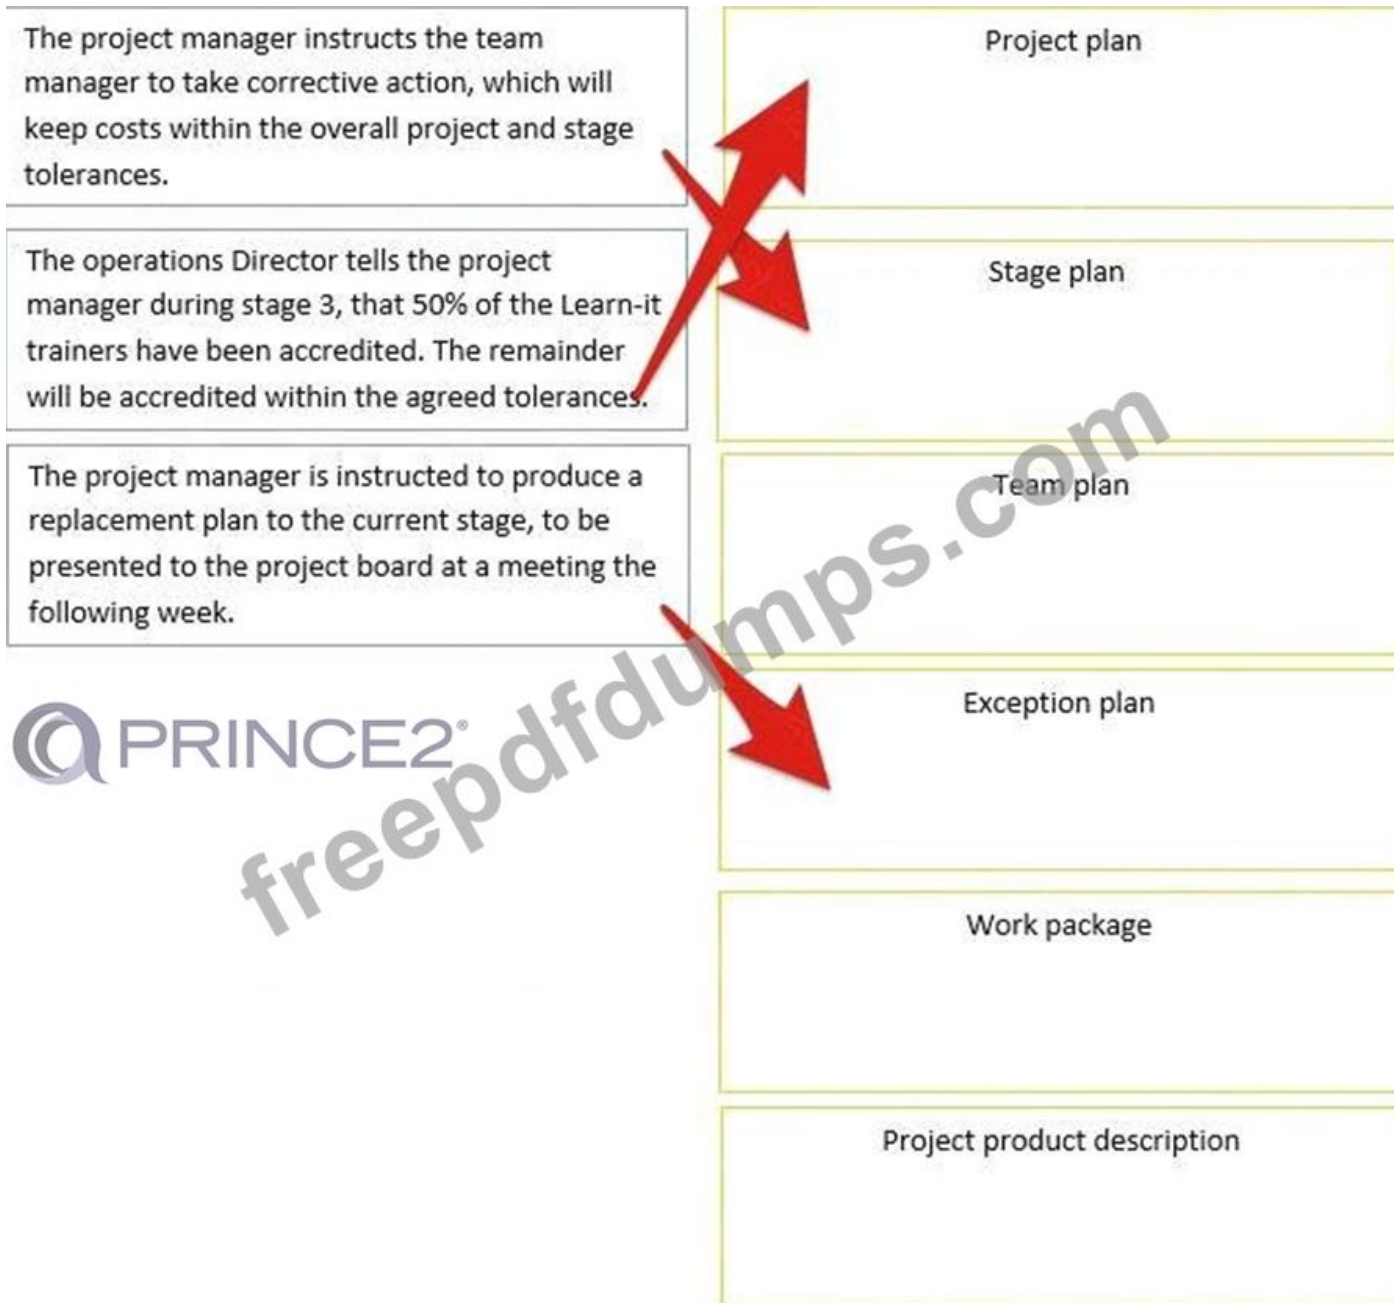 The project manager instructs the team
manager to take corrective action, which will
keep costs within the overall project and stage
tolerances.
The operations Director tells the project
manager during stage 3, that 50% of the Learn-it
trainers have been accredited. The remainder
will be accredited within the agreed tolerances.
The project manager is instructed to produce a
replacement plan to the current stage, to be
presented to the project board at a meeting the
following week.
PRINCE2®
Project plan
Stage plan
Team plan
Exception plan
Work package
Project product description
freepdfdumps.com